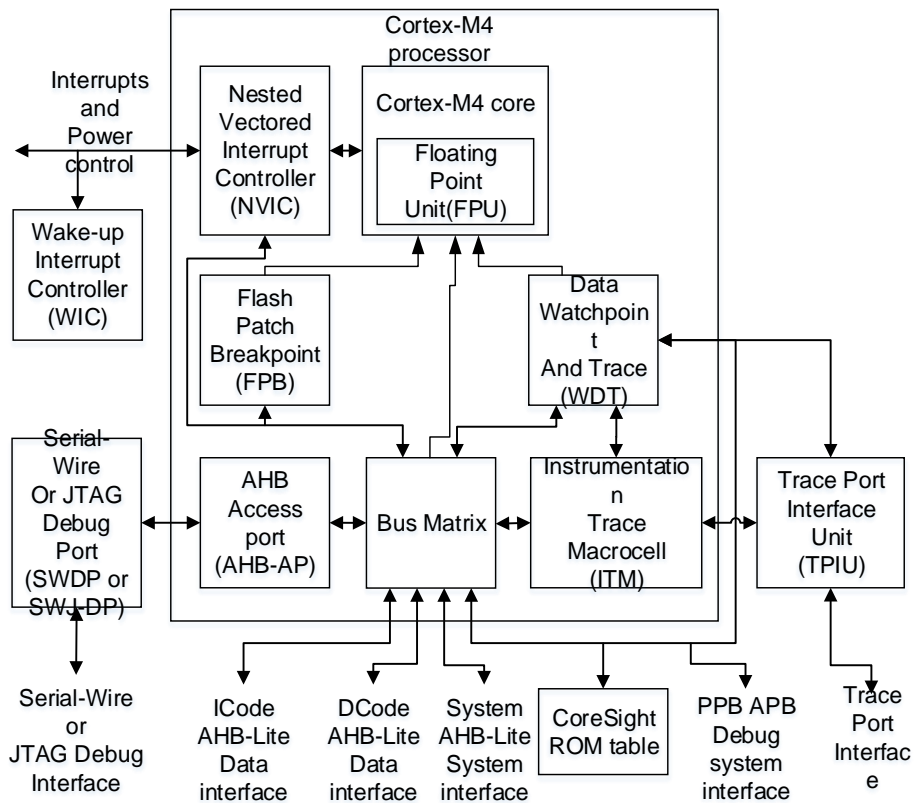 Cortex-M4
processor
Interrupts
and
Power
control
Nested
Vectored
Interrupt
Controller
(NVIC)
Cortex-M4 core
Floating
Point
Unit(FPU)
Wake-up
Interrupt
Controller
(WIC)
Flash
Patch
Breakpoint
(FPB)
Data
Watchpoin
t
And Trace
(WDT)
Serial-
Wire
Or JTAG
Debug
Port
(SWDP or
SWJ-DP)
AHB
Access
port
(AHB-AP)
Bus Matrix
Instrumentatio
n
Trace
Macrocell
(ITM)
Trace Port
Interface
Unit
(TPIU)
Serial-Wire
or
JTAG Debug
Interface
ICode
AHB-Lite
Data
interface
DCode
AHB-Lite
Data
interface
System
AHB-Lite
System
interface
CoreSight
ROM table
PPB APB
Debug
system
interface
Trace
Port
Interfac
e